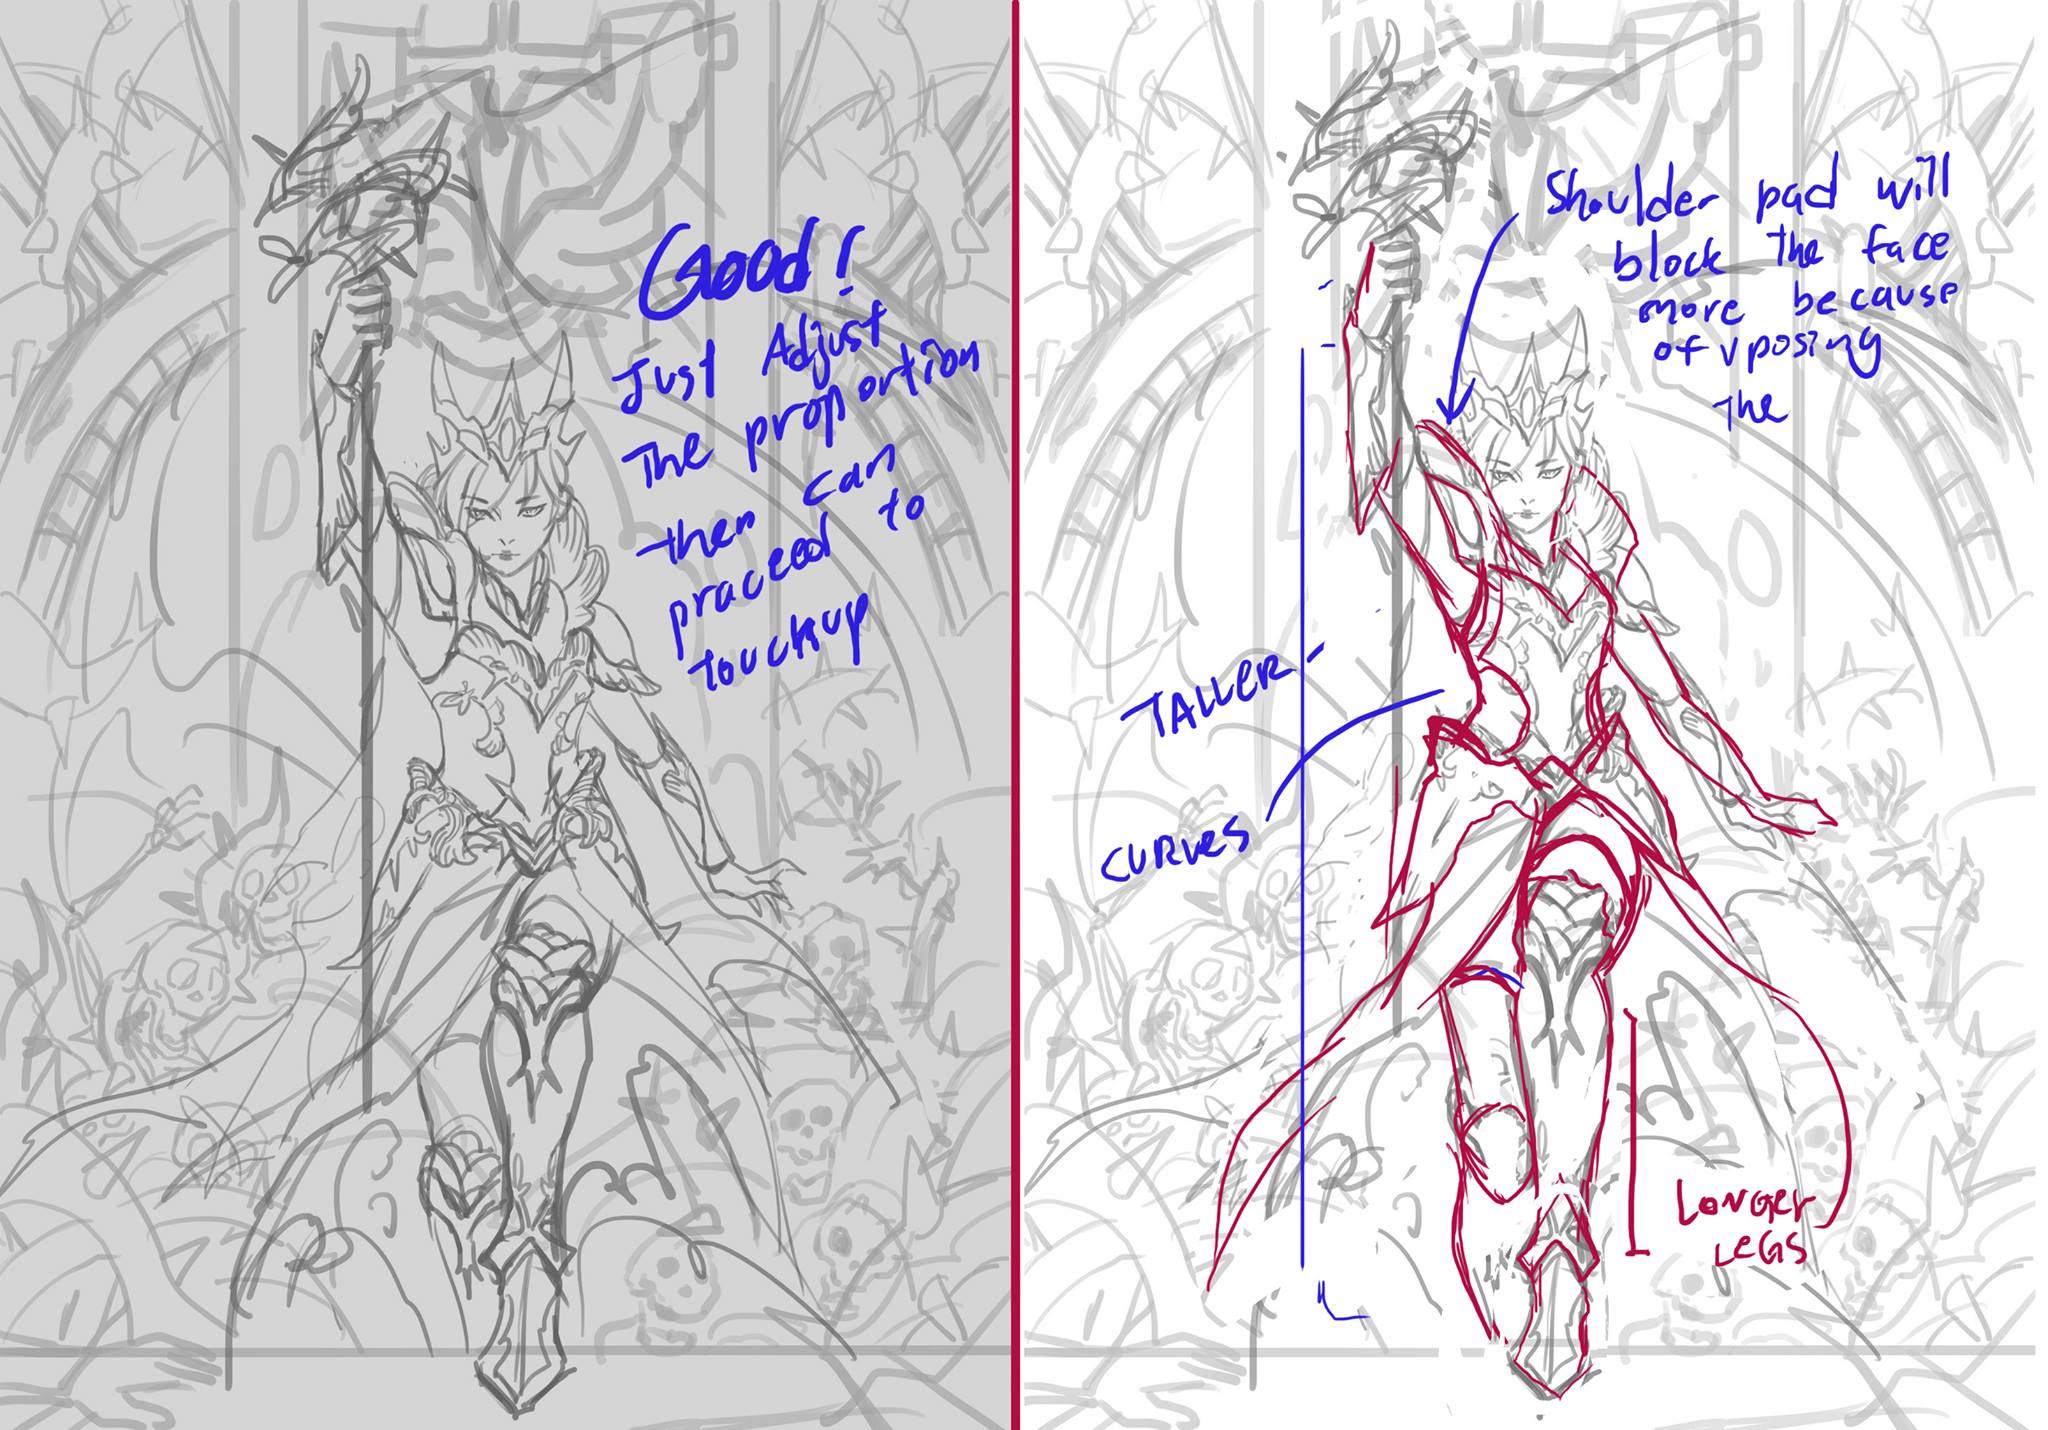 Good!
Just Adjust
The proportion
then can
proceed to
touchup
Shoulder pad will
block the face
more because
of vposing
the
TALLER
CURVES
LONGER
LEGS